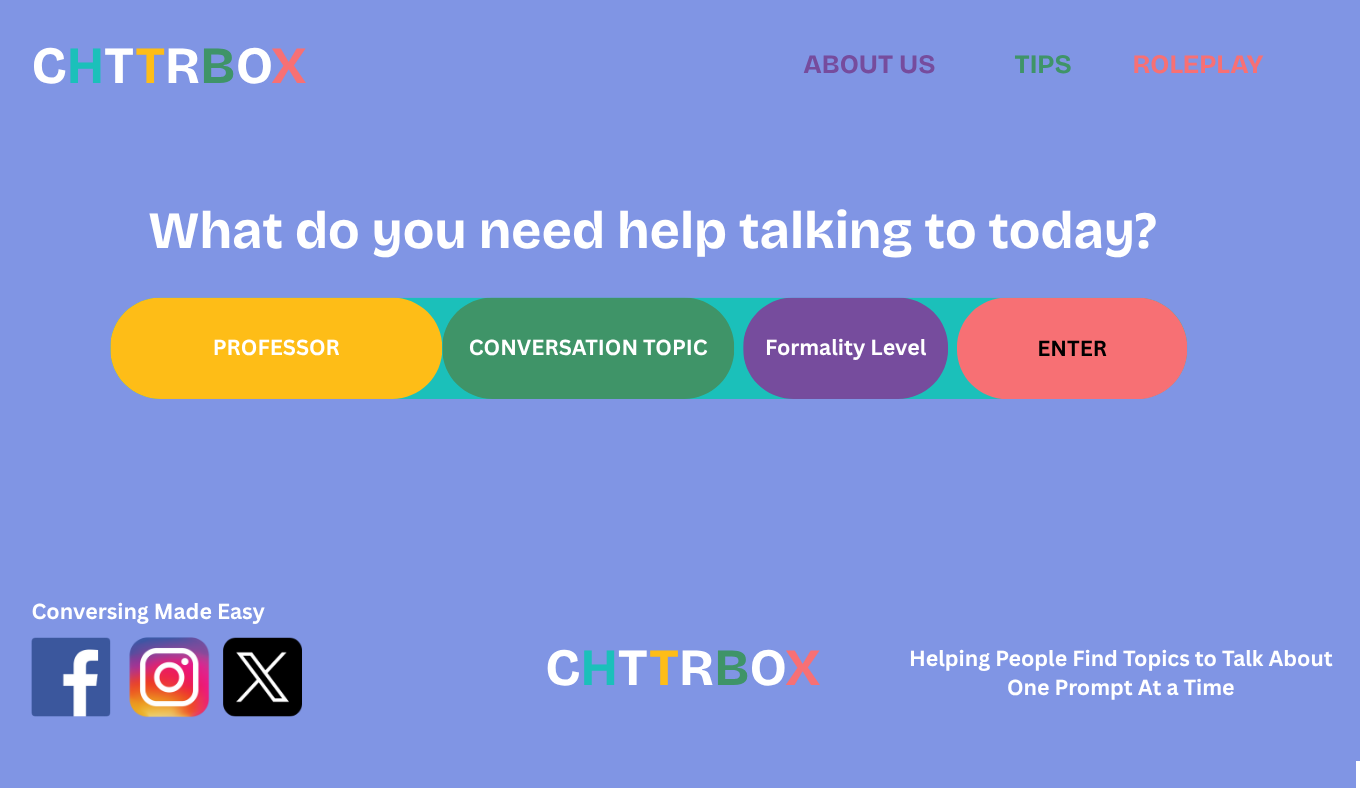 CHTTRBOX
ABOUT US TIPS ROLEPLAY
What do you need help talking to today?
PROFESSOR CONVERSATION TOPIC Formality Level ENTER
Conversing Made Easy
CHTTRBOX
Helping People Find Topics to Talk About
One Prompt At a Time